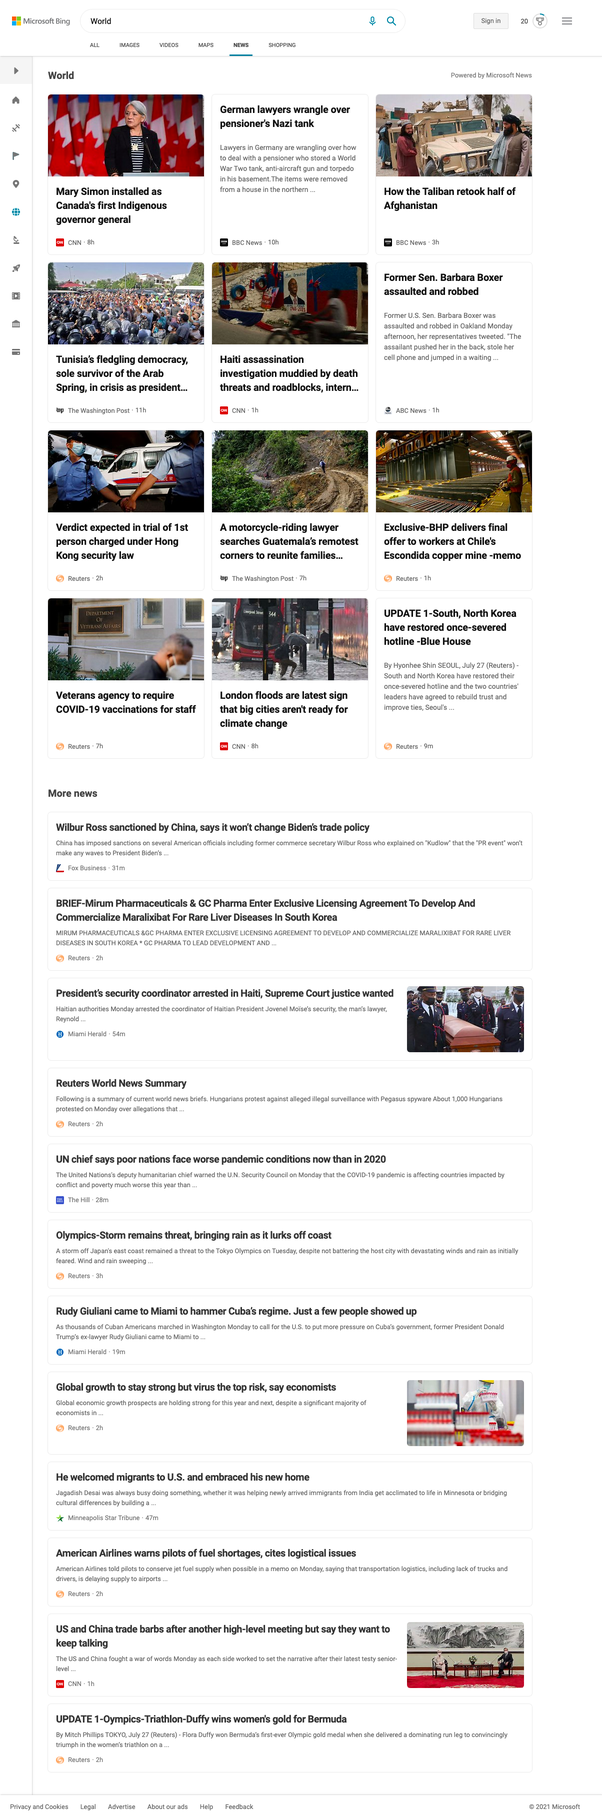 Microsoft Bing
World
Sign in
20
ALL
IMAGES
VIDEOS
MAPS
NEWS
SHOPPING
World
Powered by Microsoft News
Mary Simon installed as
Canada's first Indigenous
governor general
CNN · 8h
German lawyers wrangle over
pensioner's Nazi tank
Lawyers in Germany are wrangling over how
to deal with a pensioner who stored a World
War Two tank, anti-aircraft gun and torpedo
in his basement.The items were removed
from a house in the northern ...
BBC News · 10h
How the Taliban retook half of
Afghanistan
BBC News · 3h
Tunisia's fledgling democracy,
sole survivor of the Arab
Spring, in crisis as president…
The Washington Post · 11h
Haiti assassination
investigation muddied by death
threats and roadblocks, intern…
CNN · 1h
Former Sen. Barbara Boxer
assaulted and robbed
Former U.S. Sen. Barbara Boxer was
assaulted and robbed in Oakland Monday
afternoon, her representatives tweeted. "The
assailant pushed her in the back, stole her
cell phone and jumped in a waiting ...
ABC News · 1h
Verdict expected in trial of 1st
person charged under Hong
Kong security law
Reuters · 2h
A motorcycle-riding lawyer
searches Guatemala's remotest
corners to reunite families…
The Washington Post · 7h
Exclusive-BHP delivers final
offer to workers at Chile's
Escondida copper mine -memo
Reuters · 1h
DEPARTMENT
OF
VETERANS AFFAIRS
Veterans agency to require
COVID-19 vaccinations for staff
Reuters · 7h
London floods are latest sign
that big cities aren't ready for
climate change
CNN · 8h
UPDATE 1-South, North Korea
have restored once-severed
hotline -Blue House
By Hyonhee Shin SEOUL, July 27 (Reuters) -
South and North Korea have restored their
once-severed hotline and the two countries'
leaders have agreed to rebuild trust and
improve ties, Seoul's ...
Reuters · 9m
More news
Wilbur Ross sanctioned by China, says it won't change Biden's trade policy
China has imposed sanctions on several American officials including former commerce secretary Wilbur Ross who explained on "Kudlow" that the "PR event" won't
make any waves to President Biden's ...
Fox Business · 31m
BRIEF-Mirum Pharmaceuticals & GC Pharma Enter Exclusive Licensing Agreement To Develop And
Commercialize Maralixibat For Rare Liver Diseases In South Korea
MIRUM PHARMACEUTICALS &GC PHARMA ENTER EXCLUSIVE LICENSING AGREEMENT TO DEVELOP AND COMMERCIALIZE MARALIXIBAT FOR RARE LIVER
DISEASES IN SOUTH KOREA * GC PHARMA TO LEAD DEVELOPMENT AND ...
Reuters · 2h
President's security coordinator arrested in Haiti, Supreme Court justice wanted
Haitian authorities Monday arrested the coordinator of Haitian President Jovenel Moïse's security, the man's lawyer,
Reynold ...
Miami Herald · 54m
Reuters World News Summary
Following is a summary of current world news briefs. Hungarians protest against alleged illegal surveillance with Pegasus spyware About 1,000 Hungarians
protested on Monday over allegations that ...
Reuters · 2h
UN chief says poor nations face worse pandemic conditions now than in 2020
The United Nations's deputy humanitarian chief warned the U.N. Security Council on Monday that the COVID-19 pandemic is affecting countries impacted by
conflict and poverty much worse this year than ...
The Hill · 28m
Olympics-Storm remains threat, bringing rain as it lurks off coast
A storm off Japan's east coast remained a threat to the Tokyo Olympics on Tuesday, despite not battering the host city with devastating winds and rain as initially
feared. Wind and rain sweeping ...
Reuters · 3h
Rudy Giuliani came to Miami to hammer Cuba's regime. Just a few people showed up
As thousands of Cuban Americans marched in Washington Monday to call for the U.S. to put more pressure on Cuba's government, former President Donald
Trump's ex-lawyer Rudy Giuliani came to Miami to ...
Miami Herald · 19m
Global growth to stay strong but virus the top risk, say economists
Global economic growth prospects are holding strong for this year and next, despite a significant majority of
economists in ...
Reuters · 2h
He welcomed migrants to U.S. and embraced his new home
Jagadish Desai was always busy doing something, whether it was helping newly arrived immigrants from India get acclimated to life in Minnesota or bridging
cultural differences by building a ...
Minneapolis Star Tribune · 47m
American Airlines warns pilots of fuel shortages, cites logistical issues
American Airlines told pilots to conserve jet fuel supply when possible in a memo on Monday, saying that transportation logistics, including lack of trucks and
drivers, is delaying supply to airports ...
Reuters · 2h
US and China trade barbs after another high-level meeting but say they want to
keep talking
The US and China fought a war of words Monday as each side worked to set the narrative after their latest testy senior-
level ...
CNN · 1h
UPDATE 1-Oympics-Triathlon-Duffy wins women's gold for Bermuda
By Mitch Phillips TOKYO, July 27 (Reuters) - Flora Duffy won Bermuda's first-ever Olympic gold medal when she delivered a dominating run leg to convincingly
triumph in the women's triathlon on a ...
Reuters · 2h
Privacy and Cookies
Legal
Advertise
About our ads
Help
Feedback
© 2021 Microsoft